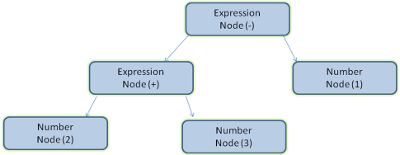 Expression
Node (-)
Expression
Node (+)
Number
Node (1)
Number
Node (2)
Number
Node (3)